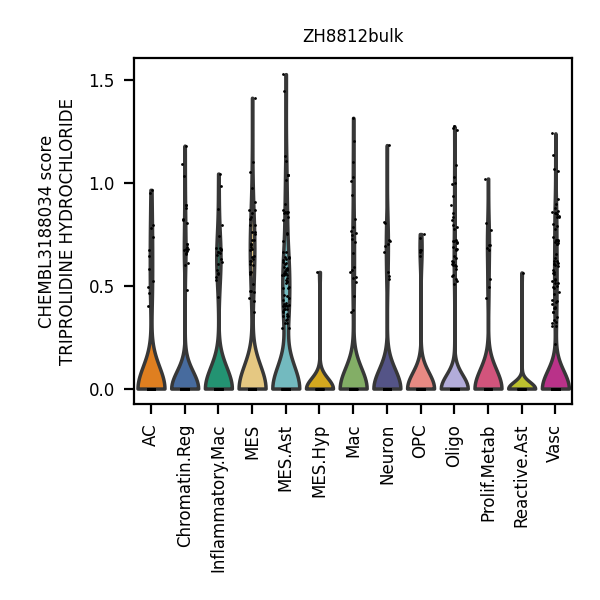 ZH8812bulk
CHEMBL3188034 score
TRIPROLIDINE HYDROCHLORIDE
1.5
1.0
0.5
0.0
AC
Chromatin.Reg
Inflammatory.Mac
MES
MES.Ast
MES.Hyp
Mac
Neuron
OPC
Oligo
Prolif.Metab
Reactive.Ast
Vasc